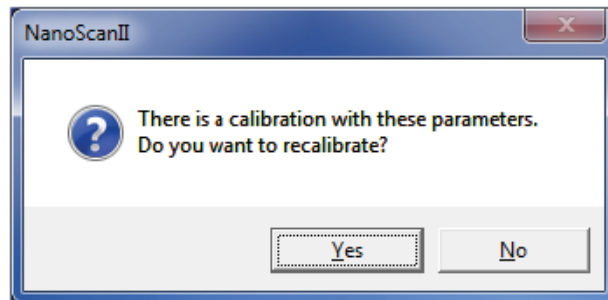 NanoScanII
There is a calibration with these parameters.
Do you want to recalibrate?
Yes
No